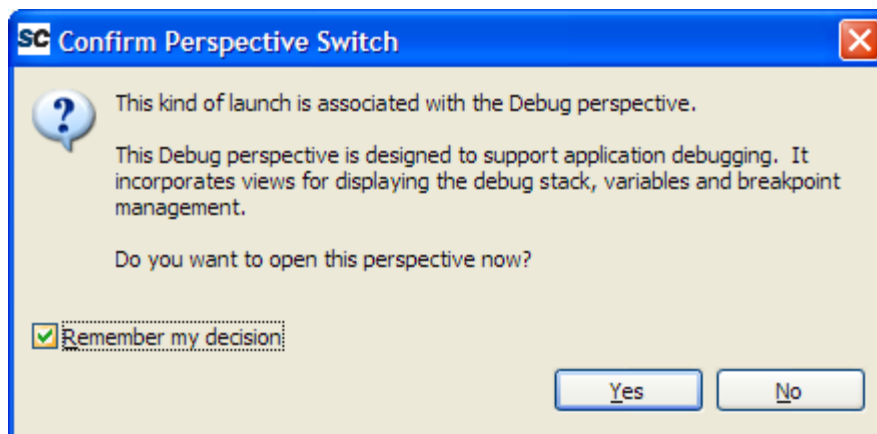 SC Confirm Perspective Switch
This kind of launch is associated with the Debug perspective.
This Debug perspective is designed to support application debugging. It
incorporates views for displaying the debug stack, variables and breakpoint
management.
Do you want to open this perspective now?
Remember my decision
Yes No